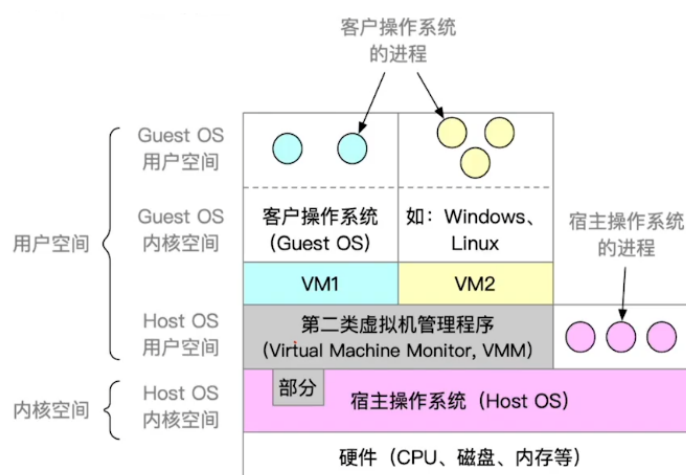 客户操作系统
的进程
Guest OS
用户空间
Guest OS
内核空间
客户操作系统
(Guest OS)
如：Windows、
Linux
宿主操作系统
的进程
用户空间
VM1
VM2
Host OS
用户空间
第二类虚拟机管理程序
(Virtual Machine Monitor, VMM)
部分
内核空间
Host OS
内核空间
宿主操作系统（Host OS）
硬件（CPU、磁盘、内存等）